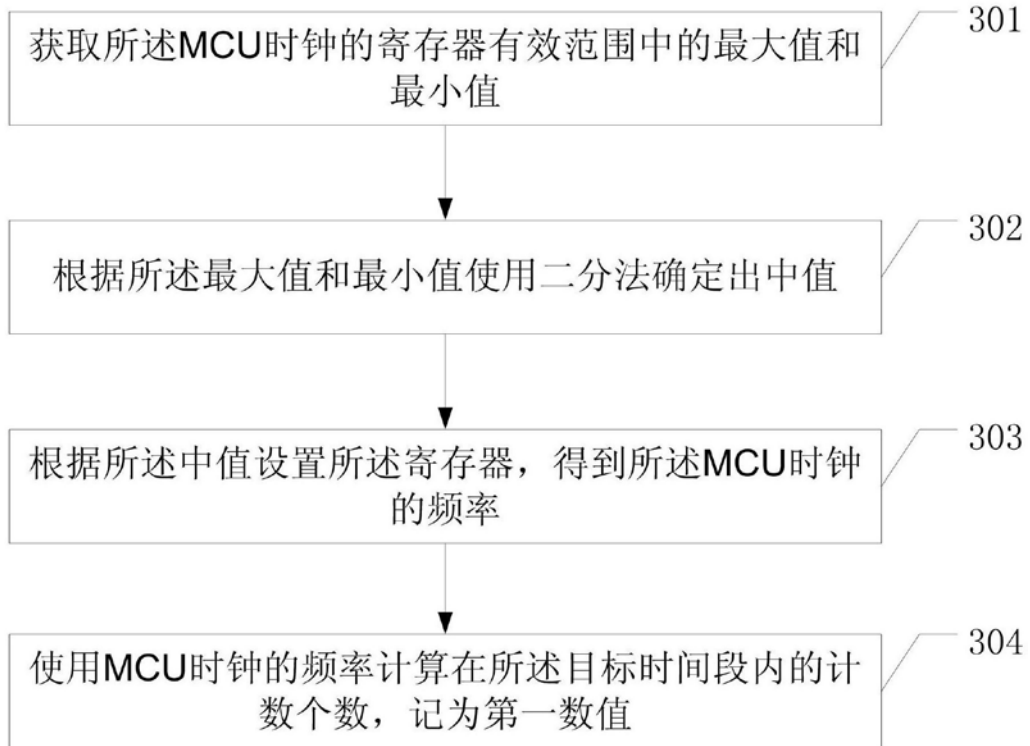 获取所述MCU时钟的寄存器有效范围中的最大值和
最小值
301
根据所述最大值和最小值使用二分法确定出中值
302
根据所述中值设置所述寄存器，得到所述MCU时钟
的频率
303
使用MCU时钟的频率计算在所述目标时间段内的计
数个数，记为第一数值
304